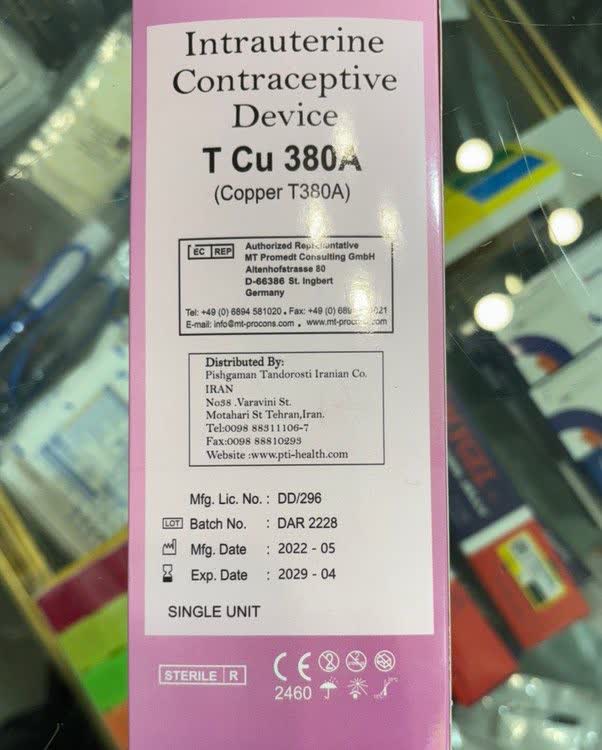 Intrauterine
Contraceptive
Device
T Cu 380A
(Copper T380A)
EC REP
Authorized Representative
MT Promedt Consulting GmbH
Altenhofstrasse 80
D-66386 St. Ingbert
Germany
Tel: +49 (0) 6894 581020 . Fax: +49 (0)
E-mail: info@mt-procons.com .
Distributed By:
Pishgaman Tandorosti Iranian Co.
IRAN
No38 .Varavini St.
Motahari St Tehran,Iran.
Tel:0098 88311106-7
Fax:0098 88810293
Website :www.pti-health.com
Mfg. Lic. No. : DD/296
LOT Batch No. : DAR 2228
Mfg. Date : 2022 - 05
Exp. Date : 2029 - 04
SINGLE UNIT
STERILE R
CE
2460